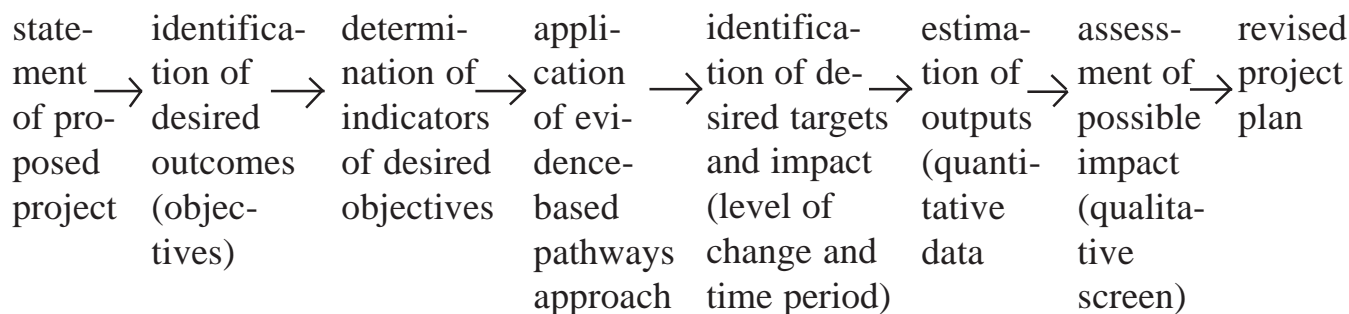 state-
ment
of pro-
posed
project
identifica-
tion of
desired
outcomes
(objec-
tives)
determi-
nation of
indicators
of desired
objectives
appli-
cation
of evi-
dence-
based
pathways
approach
identifica-
tion of de-
sired targets
and impact
(level of
change and
time period)
estima-
tion of
outputs
(quanti-
tative
data
assess-
ment of
possible
impact
(qualita-
tive
screen)
revised
project
plan